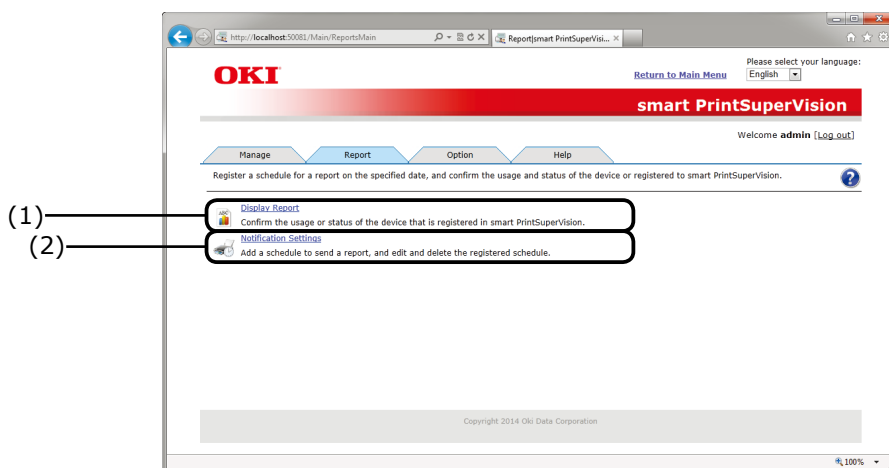 http://localhost:50081/Main/ReportsMain
Report|smart PrintSuperVisi...
OKI
Return to Main Menu
Please select your language:
English
smart PrintSuperVision
Welcome admin [Log out]
Manage
Report
Option
Help
Register a schedule for a report on the specified date, and confirm the usage and status of the device or registered to smart PrintSuperVision.
(1)
Display Report
Confirm the usage or status of the device that is registered in smart PrintSuperVision.
(2)
Notification Settings
Add a schedule to send a report, and edit and delete the registered schedule.
Copyright 2014 Oki Data Corporation
100%